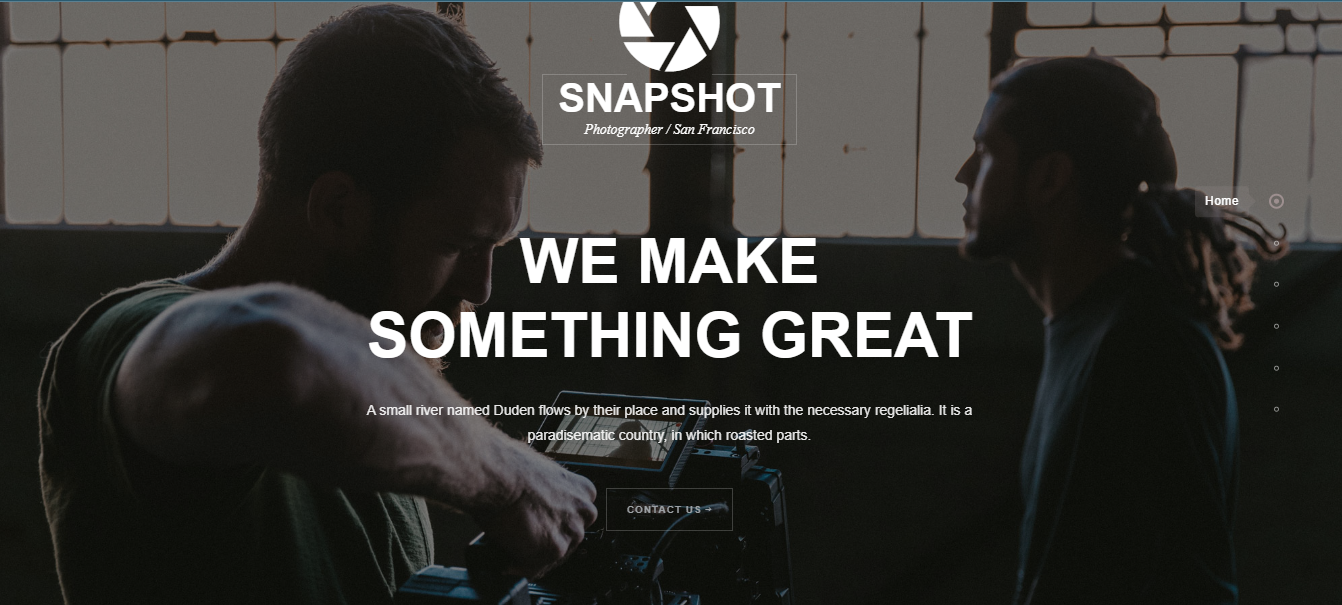 SNAPSHOT
Photographer / San Francisco
Home
WE MAKE
SOMETHING GREAT
A small river named Duden flows by their place and supplies it with the necessary regelialia. It is a
paradisematic country, in which roasted parts.
CONTACT US →